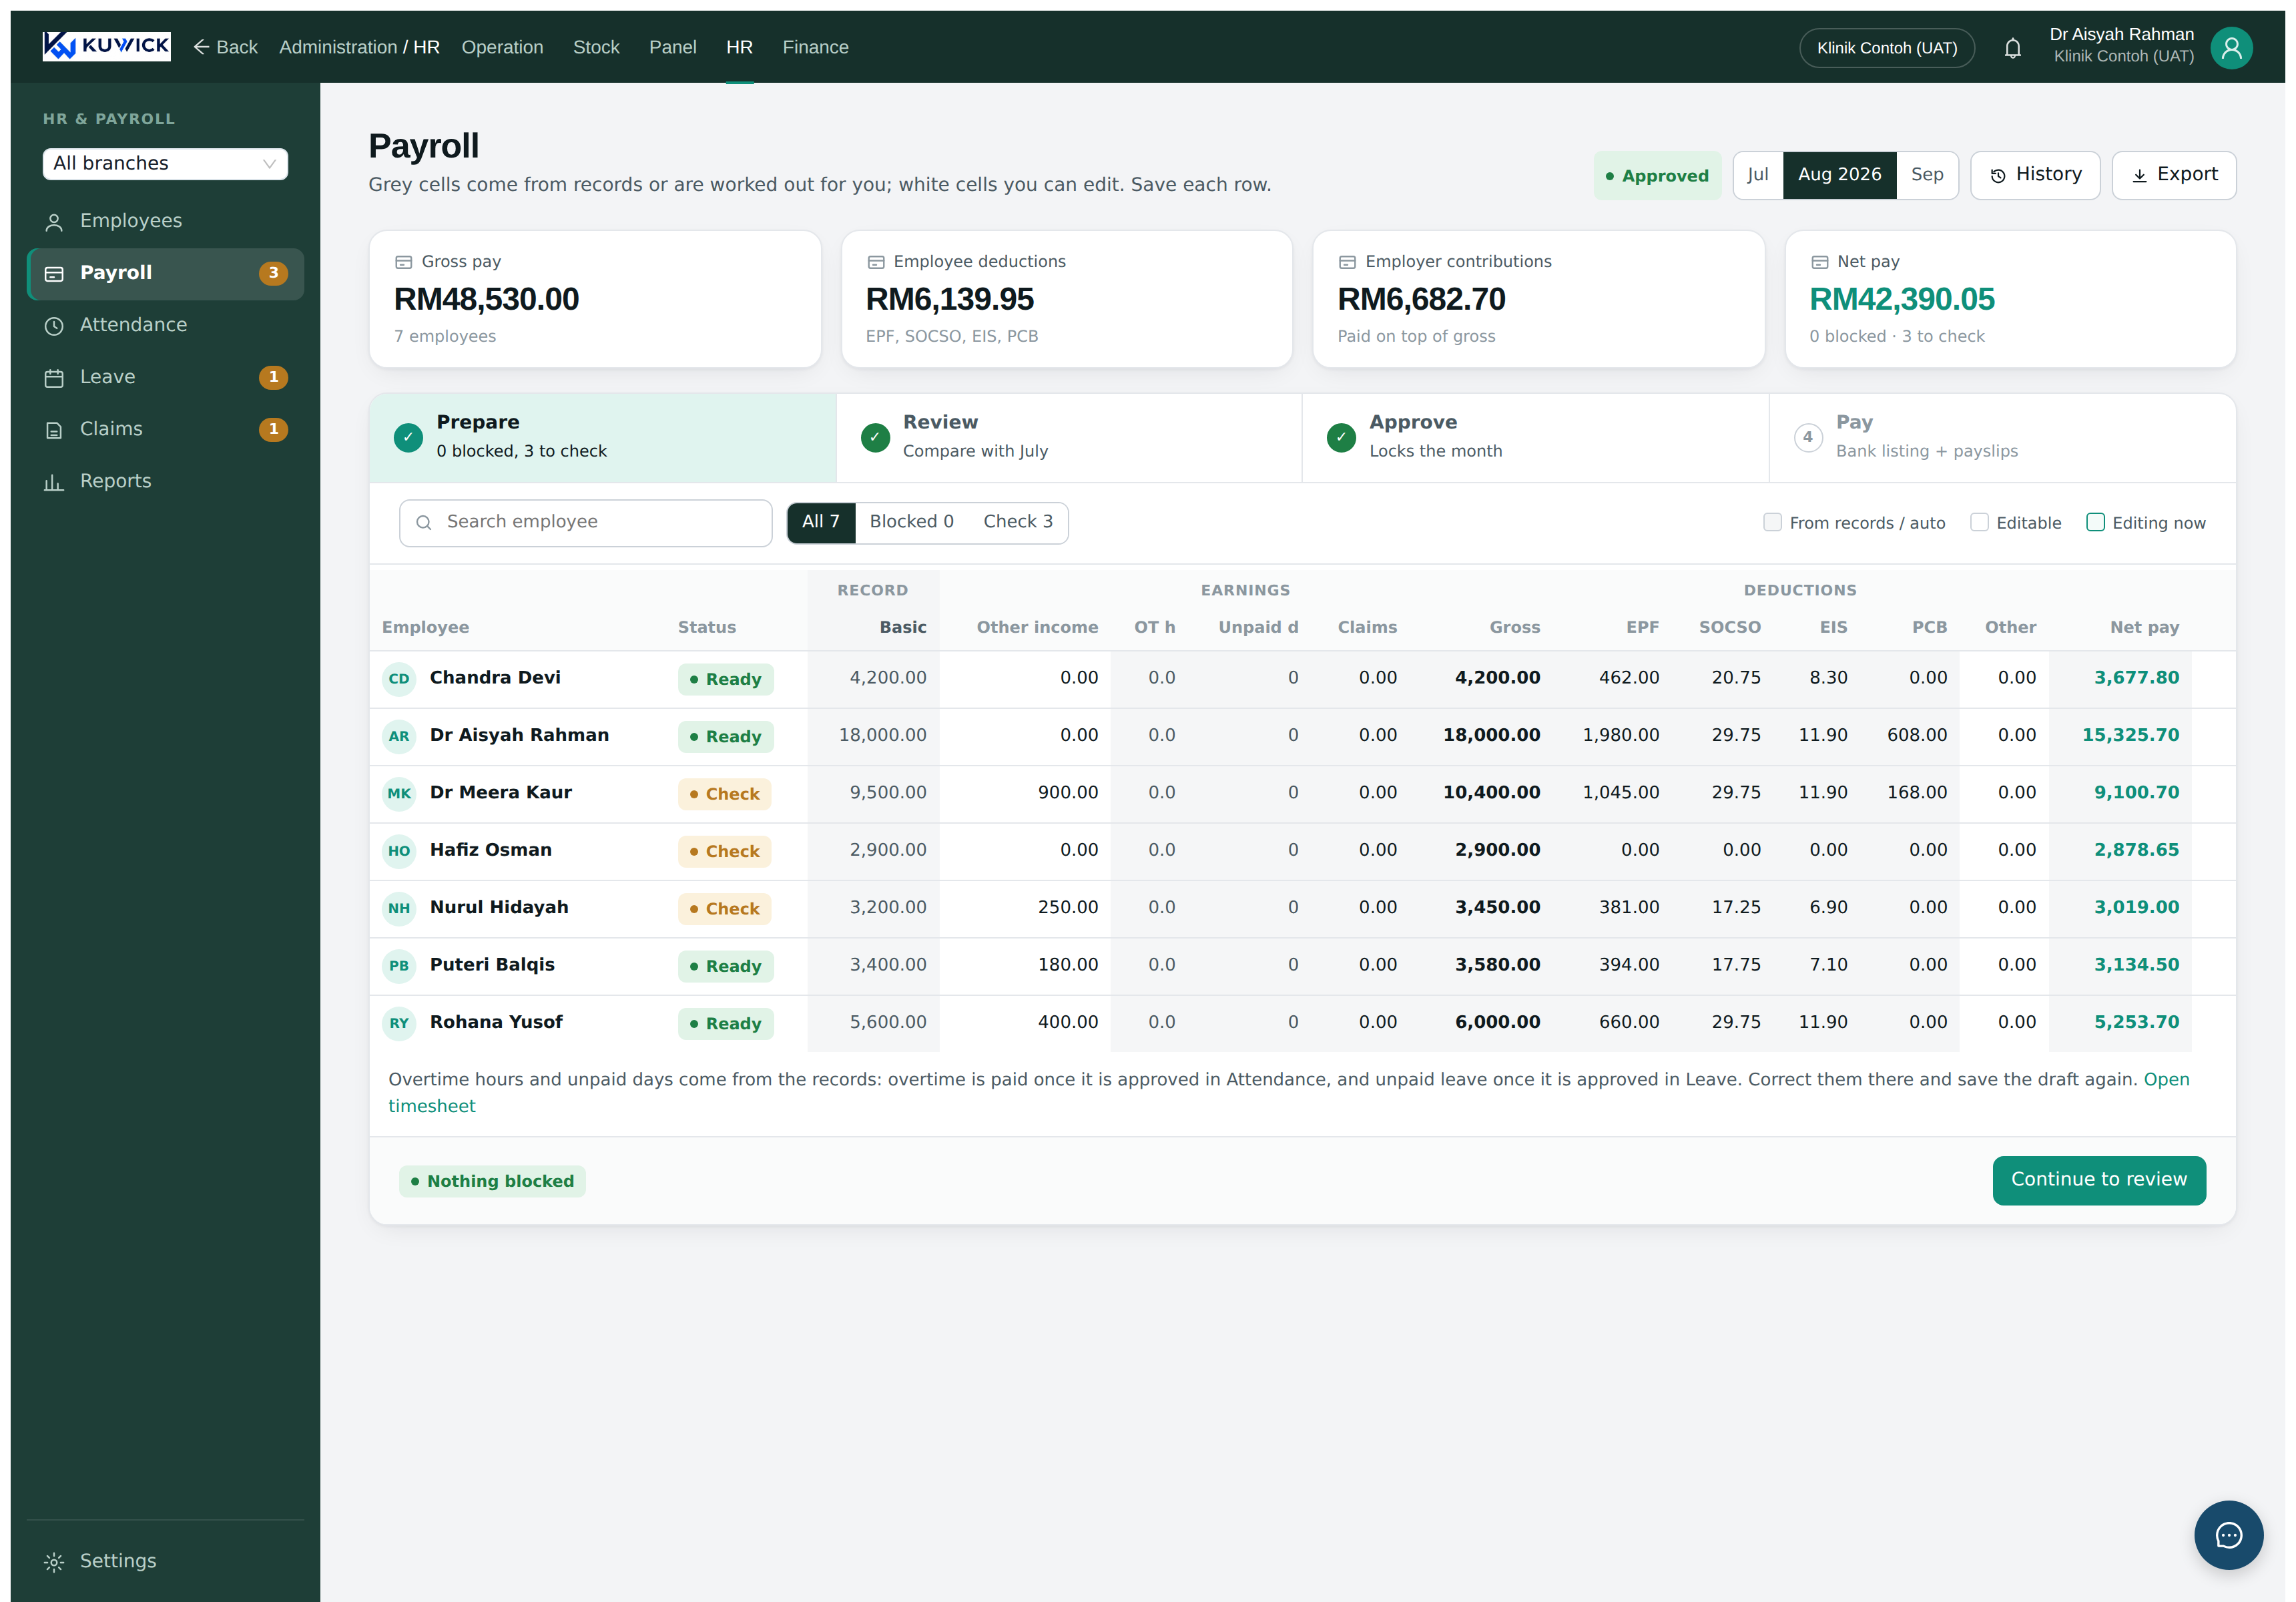 KUWICK
Back Administration / HR Operation Stock Panel HR Finance
Klinik Contoh (UAT)
Dr Aisyah Rahman
Klinik Contoh (UAT)
HR & PAYROLL
All branches
Employees
Payroll 3
Attendance
Leave 1
Claims 1
Reports
Settings
Payroll
Grey cells come from records or are worked out for you; white cells you can edit. Save each row.
Approved
Jul Aug 2026 Sep
History
Export
Gross pay
RM48,530.00
7 employees
Employee deductions
RM6,139.95
EPF, SOCSO, EIS, PCB
Employer contributions
RM6,682.70
Paid on top of gross
Net pay
RM42,390.05
0 blocked · 3 to check
✓ Prepare
0 blocked, 3 to check
✓ Review
Compare with July
✓ Approve
Locks the month
4 Pay
Bank listing + payslips
Search employee
All 7 Blocked 0 Check 3
From records / auto Editable Editing now
RECORD EARNINGS DEDUCTIONS
Employee Status Basic Other income OT h Unpaid d Claims Gross EPF SOCSO EIS PCB Other Net pay
CD Chandra Devi Ready 4,200.00 0.00 0.0 0 0.00 4,200.00 462.00 20.75 8.30 0.00 0.00 3,677.80
AR Dr Aisyah Rahman Ready 18,000.00 0.00 0.0 0 0.00 18,000.00 1,980.00 29.75 11.90 608.00 0.00 15,325.70
MK Dr Meera Kaur Check 9,500.00 900.00 0.0 0 0.00 10,400.00 1,045.00 29.75 11.90 168.00 0.00 9,100.70
HO Hafiz Osman Check 2,900.00 0.00 0.0 0 0.00 2,900.00 0.00 0.00 0.00 0.00 0.00 2,878.65
NH Nurul Hidayah Check 3,200.00 250.00 0.0 0 0.00 3,450.00 381.00 17.25 6.90 0.00 0.00 3,019.00
PB Puteri Balqis Ready 3,400.00 180.00 0.0 0 0.00 3,580.00 394.00 17.75 7.10 0.00 0.00 3,134.50
RY Rohana Yusof Ready 5,600.00 400.00 0.0 0 0.00 6,000.00 660.00 29.75 11.90 0.00 0.00 5,253.70
Overtime hours and unpaid days come from the records: overtime is paid once it is approved in Attendance, and unpaid leave once it is approved in Leave. Correct them there and save the draft again. Open
timesheet
Nothing blocked
Continue to review